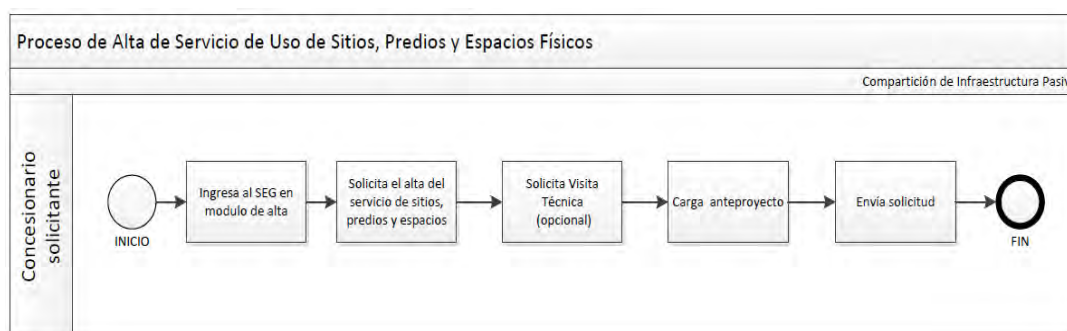 Proceso de Alta de Servicio de Uso de Sitios, Predios y Espacios Físicos
Compartición de Infraestructura Pasiv
Concesionario
solicitante
INICIO
Ingresa al SEG en
modulo de alta
Solicita el alta del
servicio de sitios,
predios y espacios
Solicita Visita
Técnica
(opcional)
Carga anteproyecto
Envía solicitud
FIN